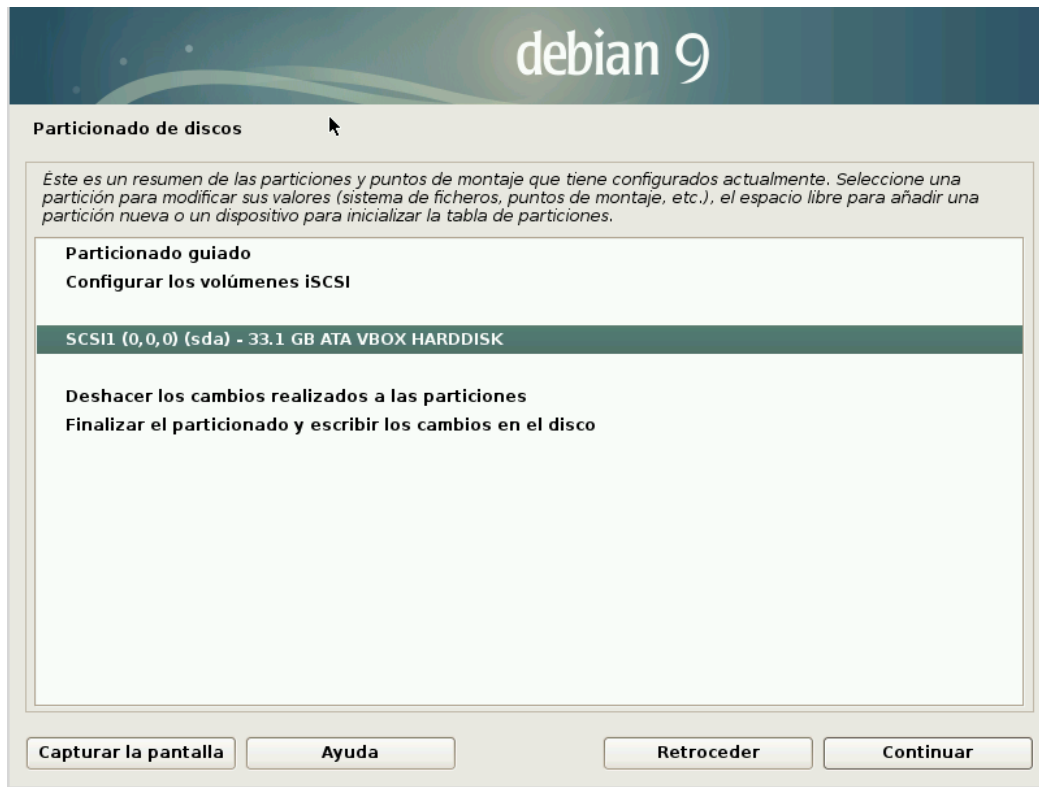 debian 9
Particionado de discos
Éste es un resumen de las particiones y puntos de montaje que tiene configurados actualmente. Seleccione una
partición para modificar sus valores (sistema de ficheros, puntos de montaje, etc.), el espacio libre para añadir una
partición nueva o un dispositivo para inicializar la tabla de particiones.
Particionado guiado
Configurar los volúmenes iSCSI
SCSI1 (0,0,0) (sda) - 33.1 GB ATA VBOX HARDDISK
Deshacer los cambios realizados a las particiones
Finalizar el particionado y escribir los cambios en el disco
Capturar la pantalla
Ayuda
Retroceder
Continuar